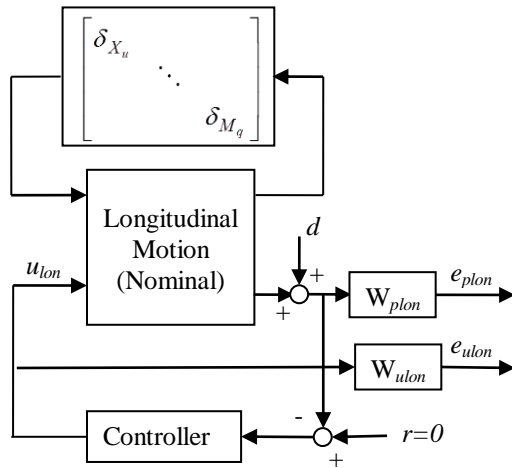 δ_{X_u}
⋱
δ_{M_q}
Longitudinal
Motion
(Nominal)
d
u_{lon}
+
+
W_{plon}
e_{plon}
W_{ulon}
e_{ulon}
Controller
-
+
r=0